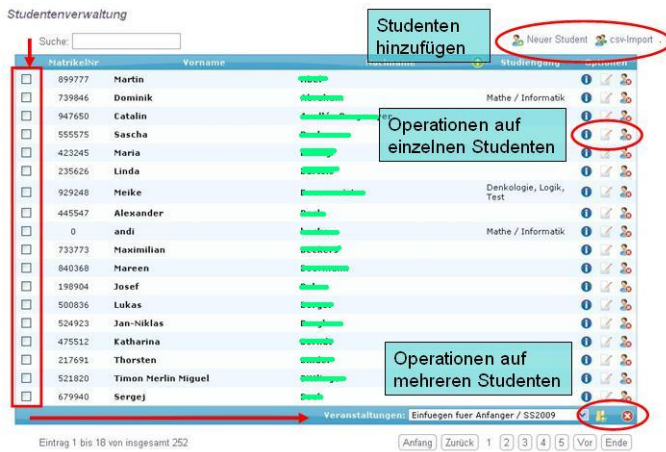 Studentenverwaltung
Suche:
Studenten
hinzufügen
Neuer Student csv-Import
MatrikelNr Vorname Nachname Studiengang Optionen
899777 Martin
739846 Dominik Mathe / Informatik
947650 Catalin
Operationen auf
einzelnen Studenten
555575 Sascha
423245 Maria
235626 Linda
929248 Meike Denkologie, Logik,
Test
445547 Alexander
0 andi Mathe / Informatik
733773 Maximilian
840368 Mareen
198904 Josef
500836 Lukas
524923 Jan-Niklas
475512 Katharina
217691 Thorsten
Operationen auf
mehreren Studenten
521820 Timon Merlin Miguel
679940 Sergej
Veranstaltungen: Einfuegen fuer Anfanger / SS2009
Eintrag 1 bis 18 von insgesamt 252 Anfang Zurück 1 2 3 4 5 Vor Ende